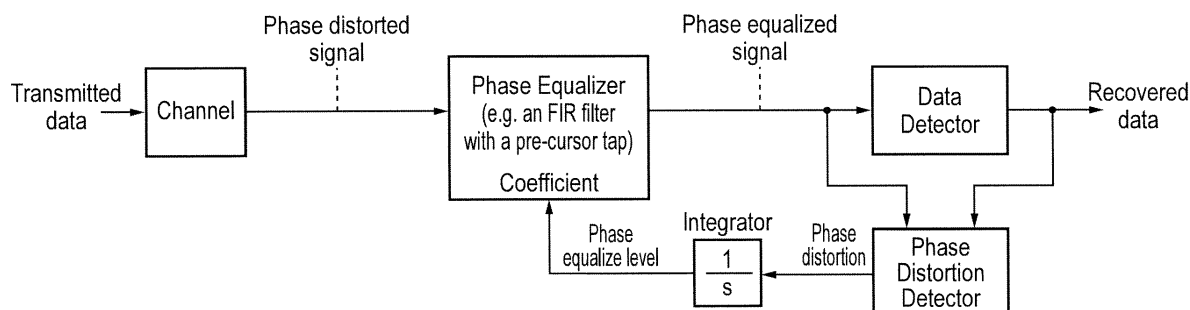 Transmitted
data
Channel
Phase distorted
signal
Phase Equalizer
(e.g. an FIR filter
with a pre-cursor tap)
Coefficient
Phase equalized
signal
Data
Detector
Recovered
data
Phase
equalize level
Integrator
1
s
Phase
distortion
Phase
Distortion
Detector